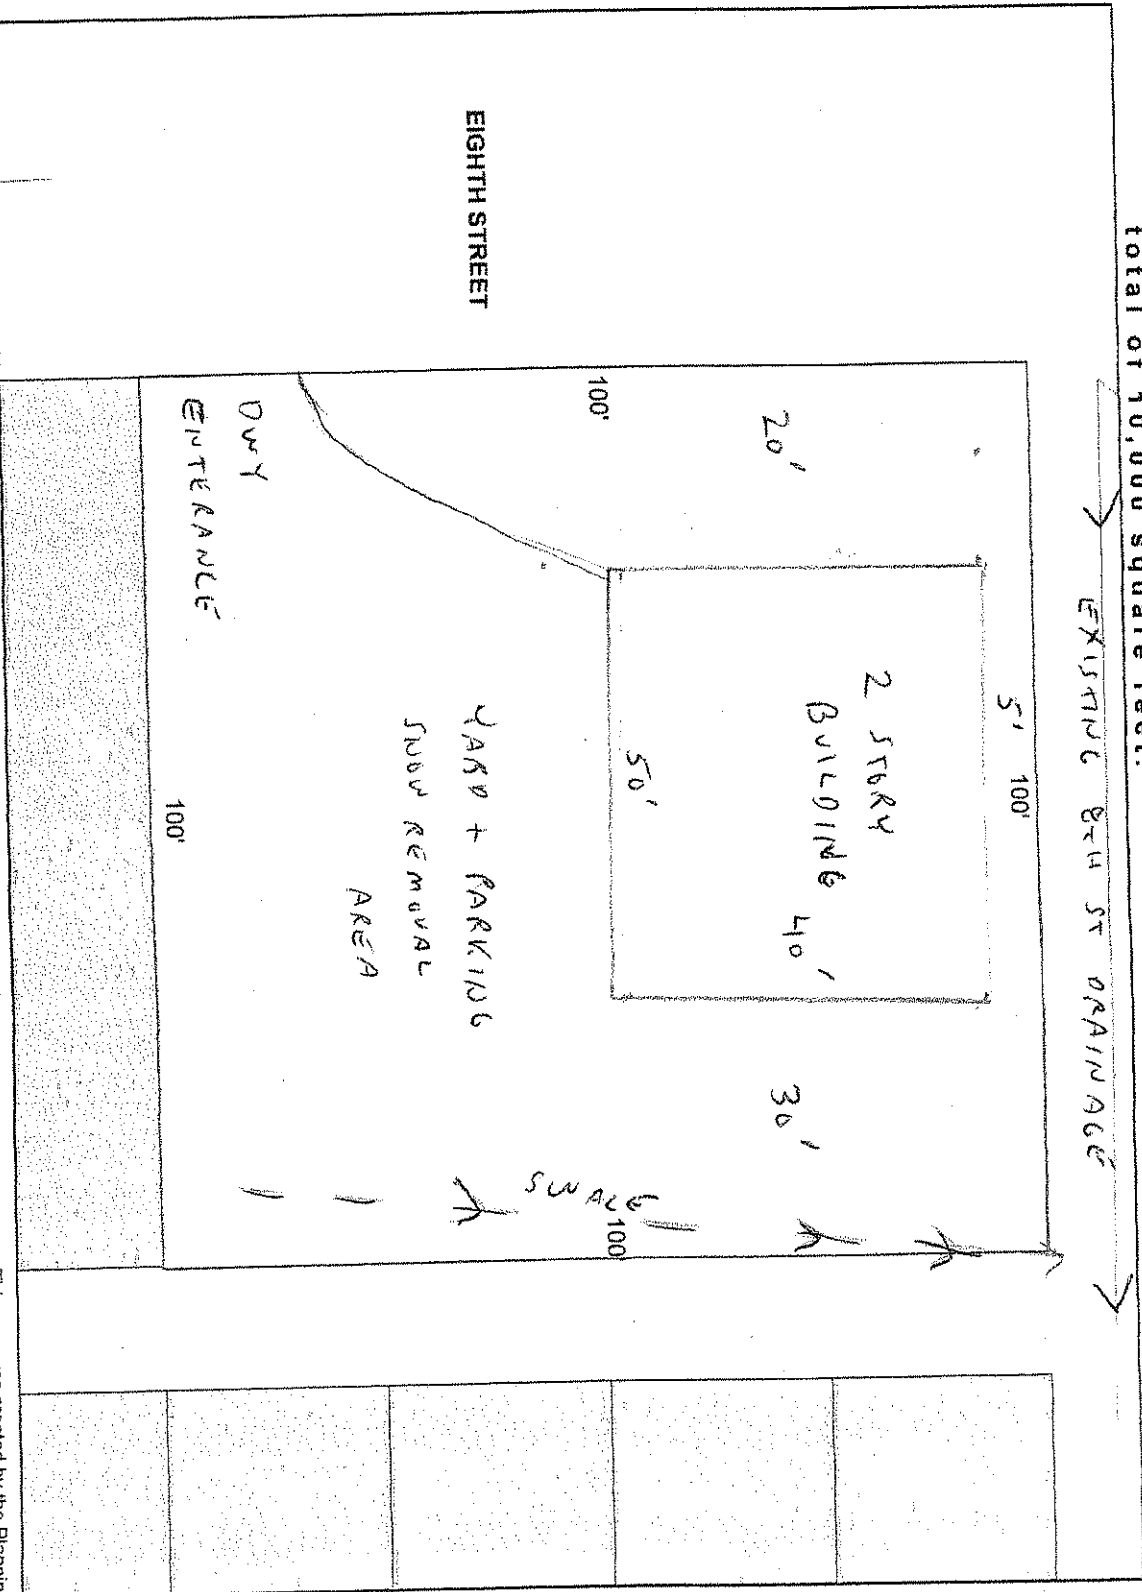 total of 10,000 square feet.
EXISTING 8TH ST DRAINAGE
5'
100'
20'
2 STORY
BUILDING
40'
30'
EIGHTH STREET
100'
50'
SWALE
100
YARD + PARKING
SNOW REMOVAL
AREA
DWY
ENTERANCE
100'